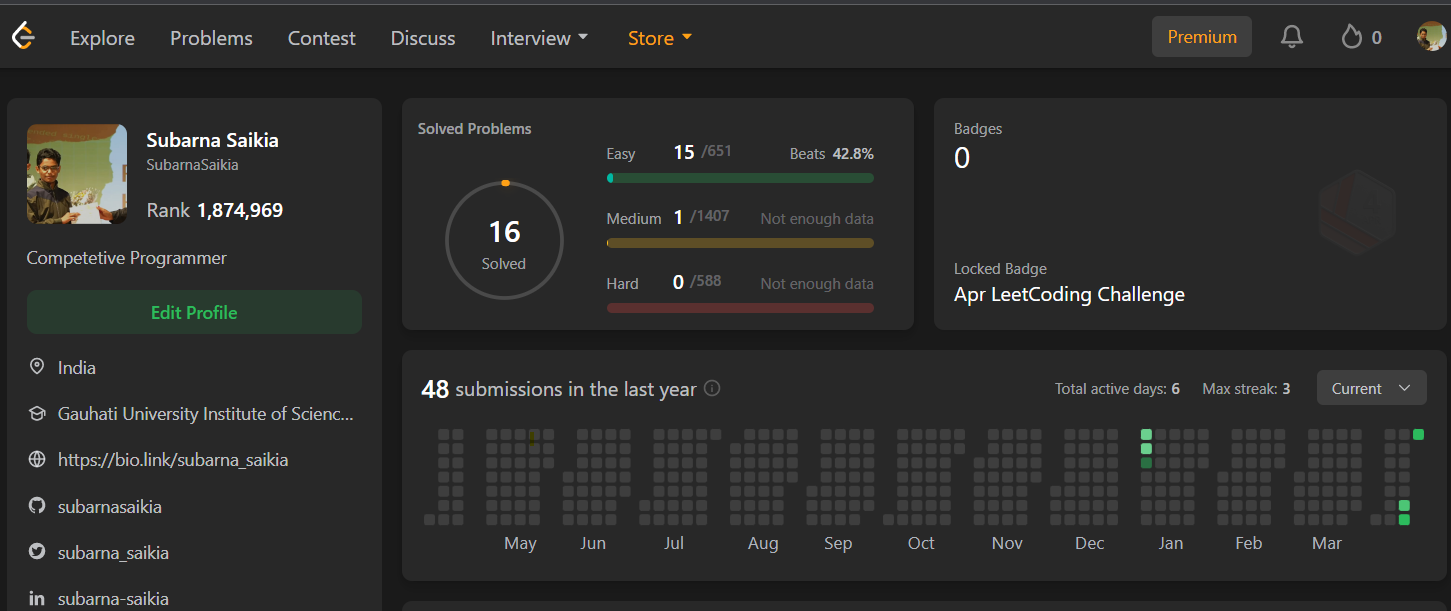 Explore Problems Contest Discuss Interview Store Premium 0
Subarna Saikia
SubarnaSaikia
Rank 1,874,969
Competetive Programmer
Edit Profile
India
Gauhati University Institute of Scienc...
https://bio.link/subarna_saikia
subarnasaikia
subarna_saikia
subarna-saikia
Solved Problems
16
Solved
Easy 15 /651 Beats 42.8%
Medium 1 /1407 Not enough data
Hard 0 /588 Not enough data
Badges
0
Locked Badge
Apr LeetCoding Challenge
48 submissions in the last year Total active days: 6 Max streak: 3 Current
May Jun Jul Aug Sep Oct Nov Dec Jan Feb Mar